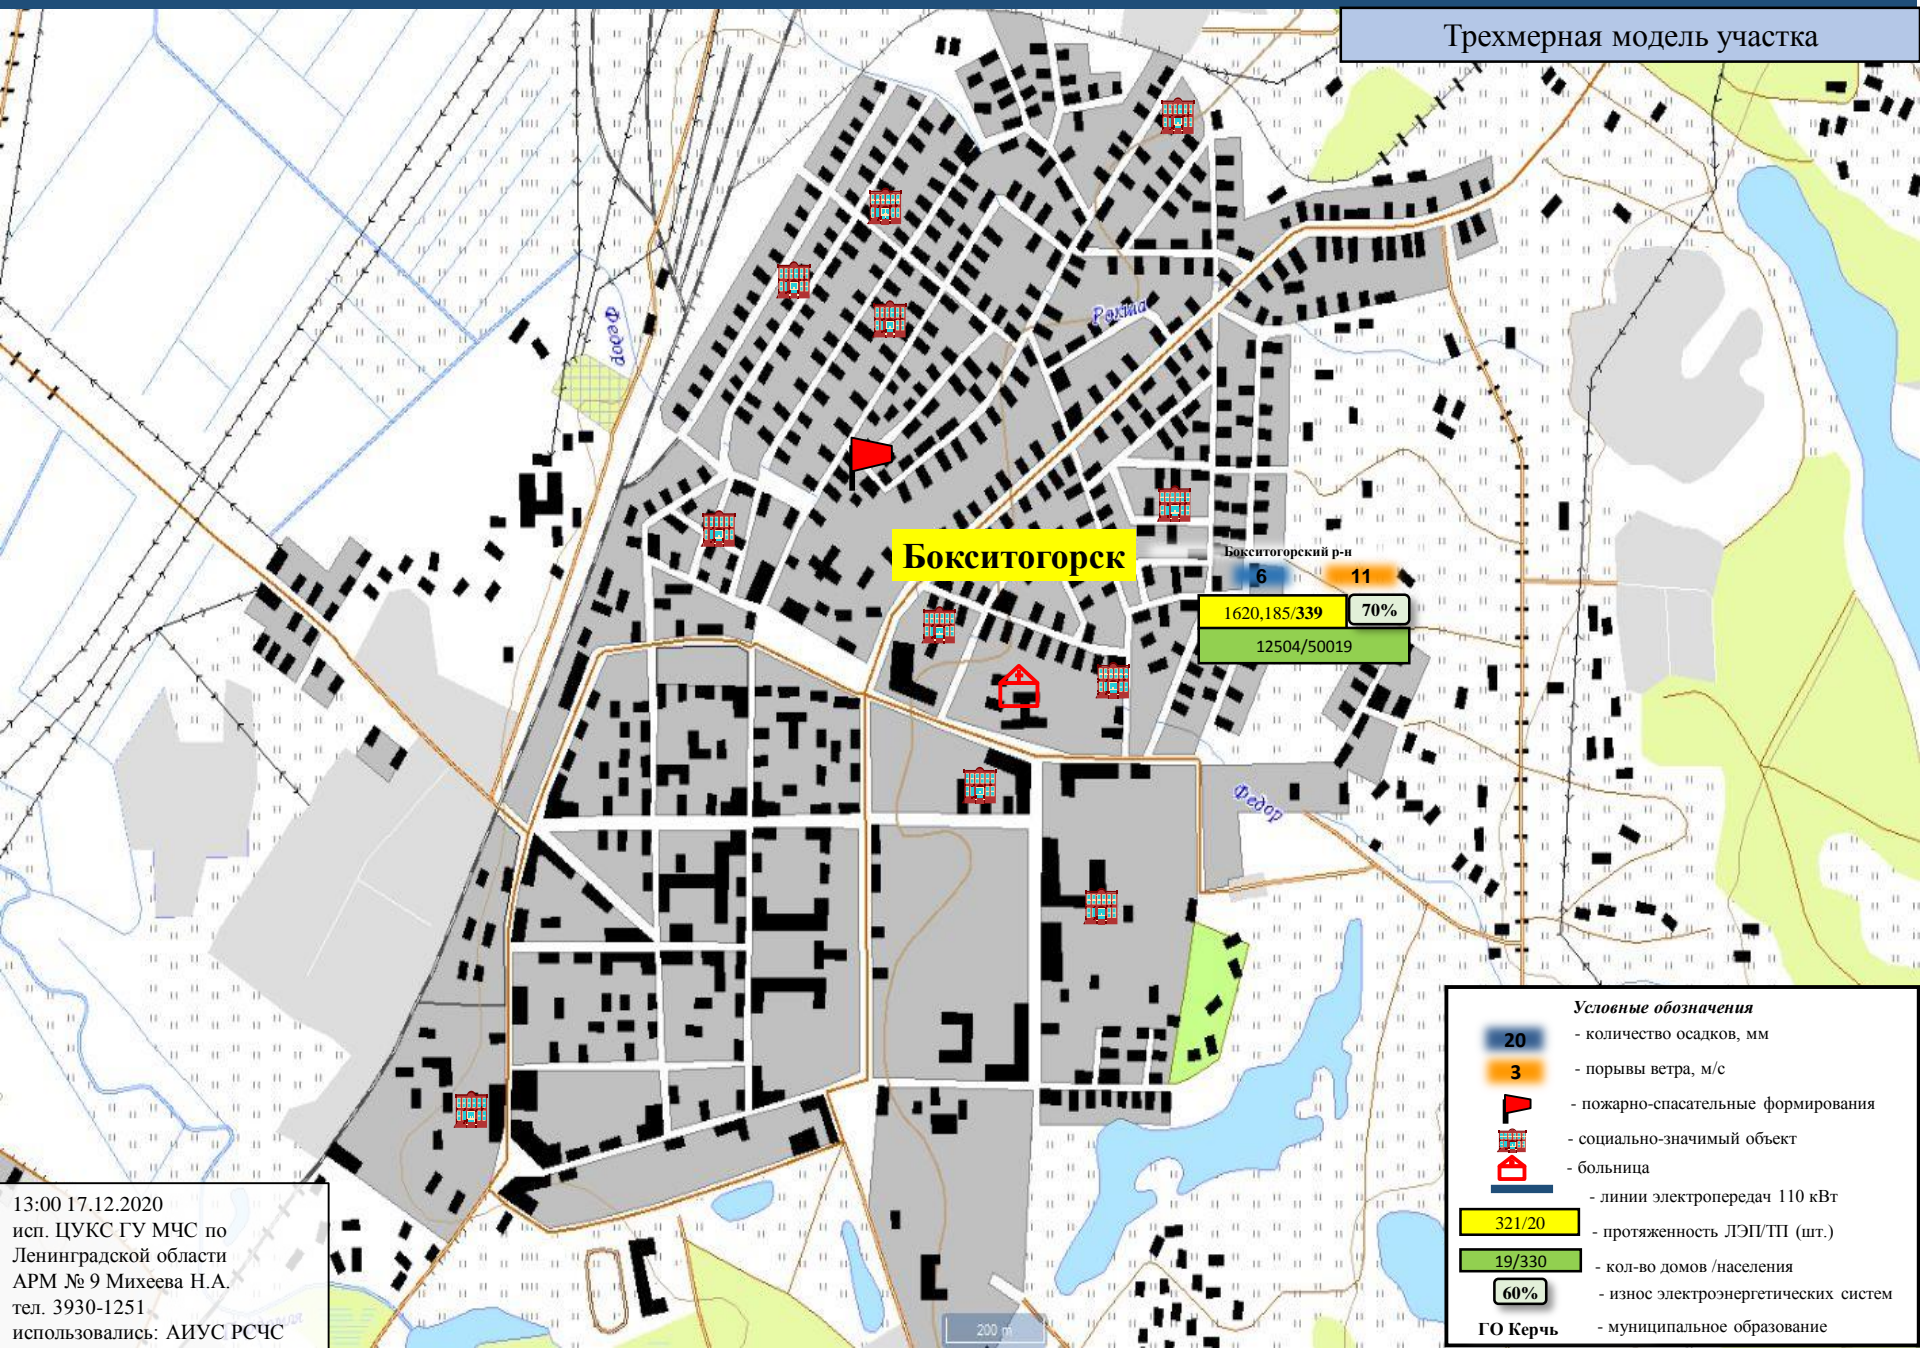 Трехмерная модель участка
Федор
Рокта
Бокситогорск
Бокситогорский р-н
6
11
1620,185/339
70%
12504/50019
Федор
Условные обозначения
20
- количество осадков, мм
3
- порывы ветра, м/с
- пожарно-спасательные формирования
- социально-значимый объект
- больница
- линии электропередач 110 кВт
321/20
- протяженность ЛЭП/ТП (шт.)
19/330
- кол-во домов /населения
60%
- износ электроэнергетических систем
ГО Керчь
- муниципальное образование
13:00 17.12.2020
исп. ЦУКС ГУ МЧС по
Ленинградской области
АРМ № 9 Михеева Н.А.
тел. 3930-1251
использовались: АИУС РСЧС
200 m